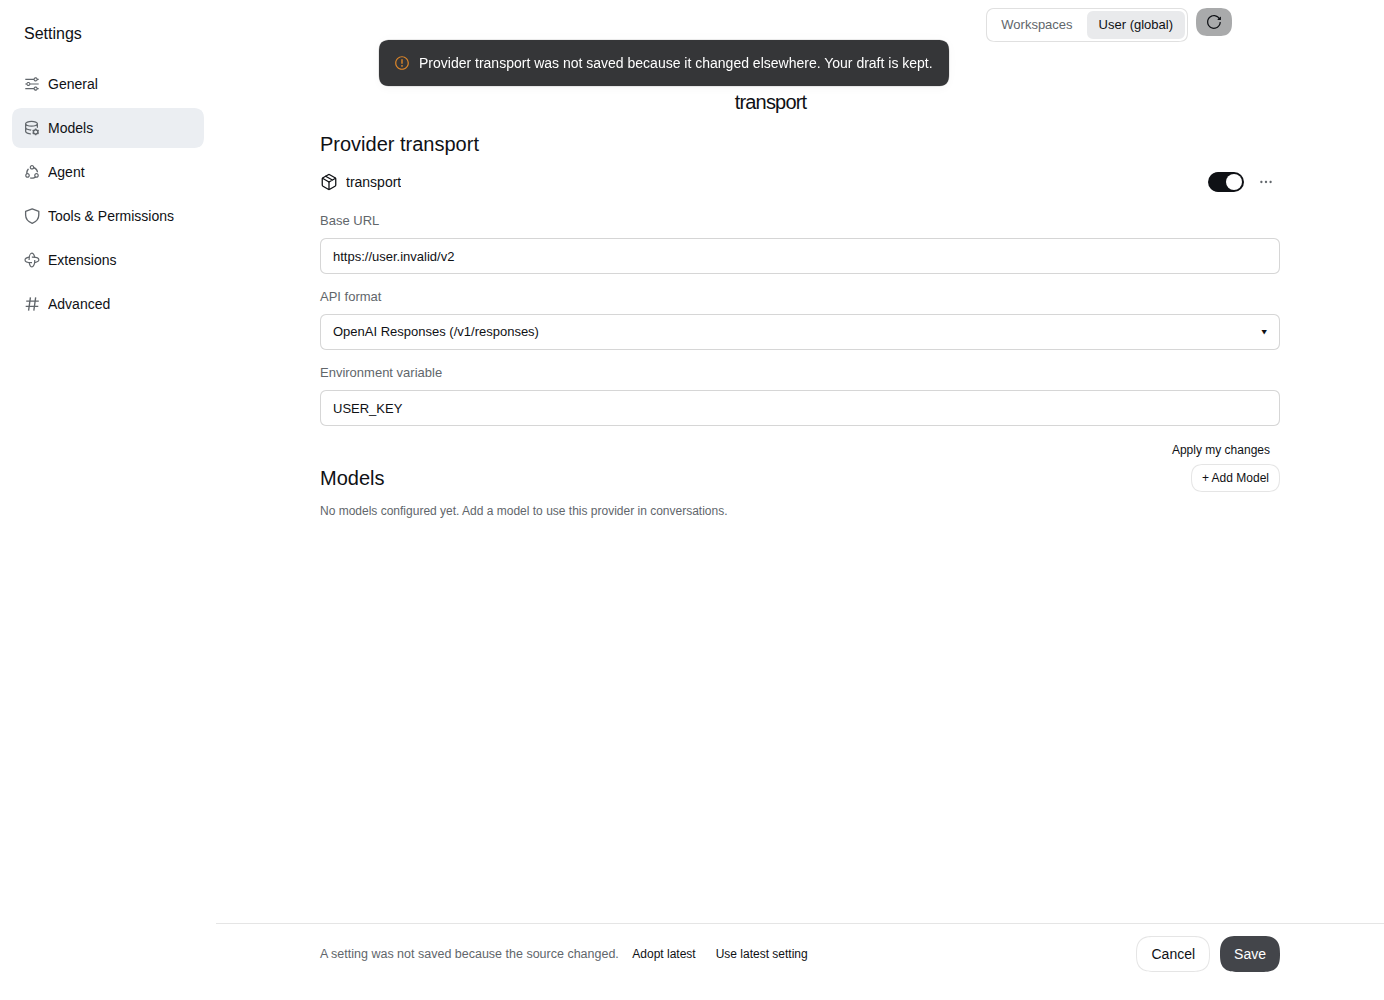 Settings
Workspaces
User (global)
Provider transport was not saved because it changed elsewhere. Your draft is kept.
General
Models
Agent
Tools & Permissions
Extensions
Advanced
transport
Provider transport
transport
Base URL
https://user.invalid/v2
API format
OpenAI Responses (/v1/responses)
Environment variable
USER_KEY
Apply my changes
Models
+ Add Model
No models configured yet. Add a model to use this provider in conversations.
A setting was not saved because the source changed. Adopt latest Use latest setting
Cancel
Save